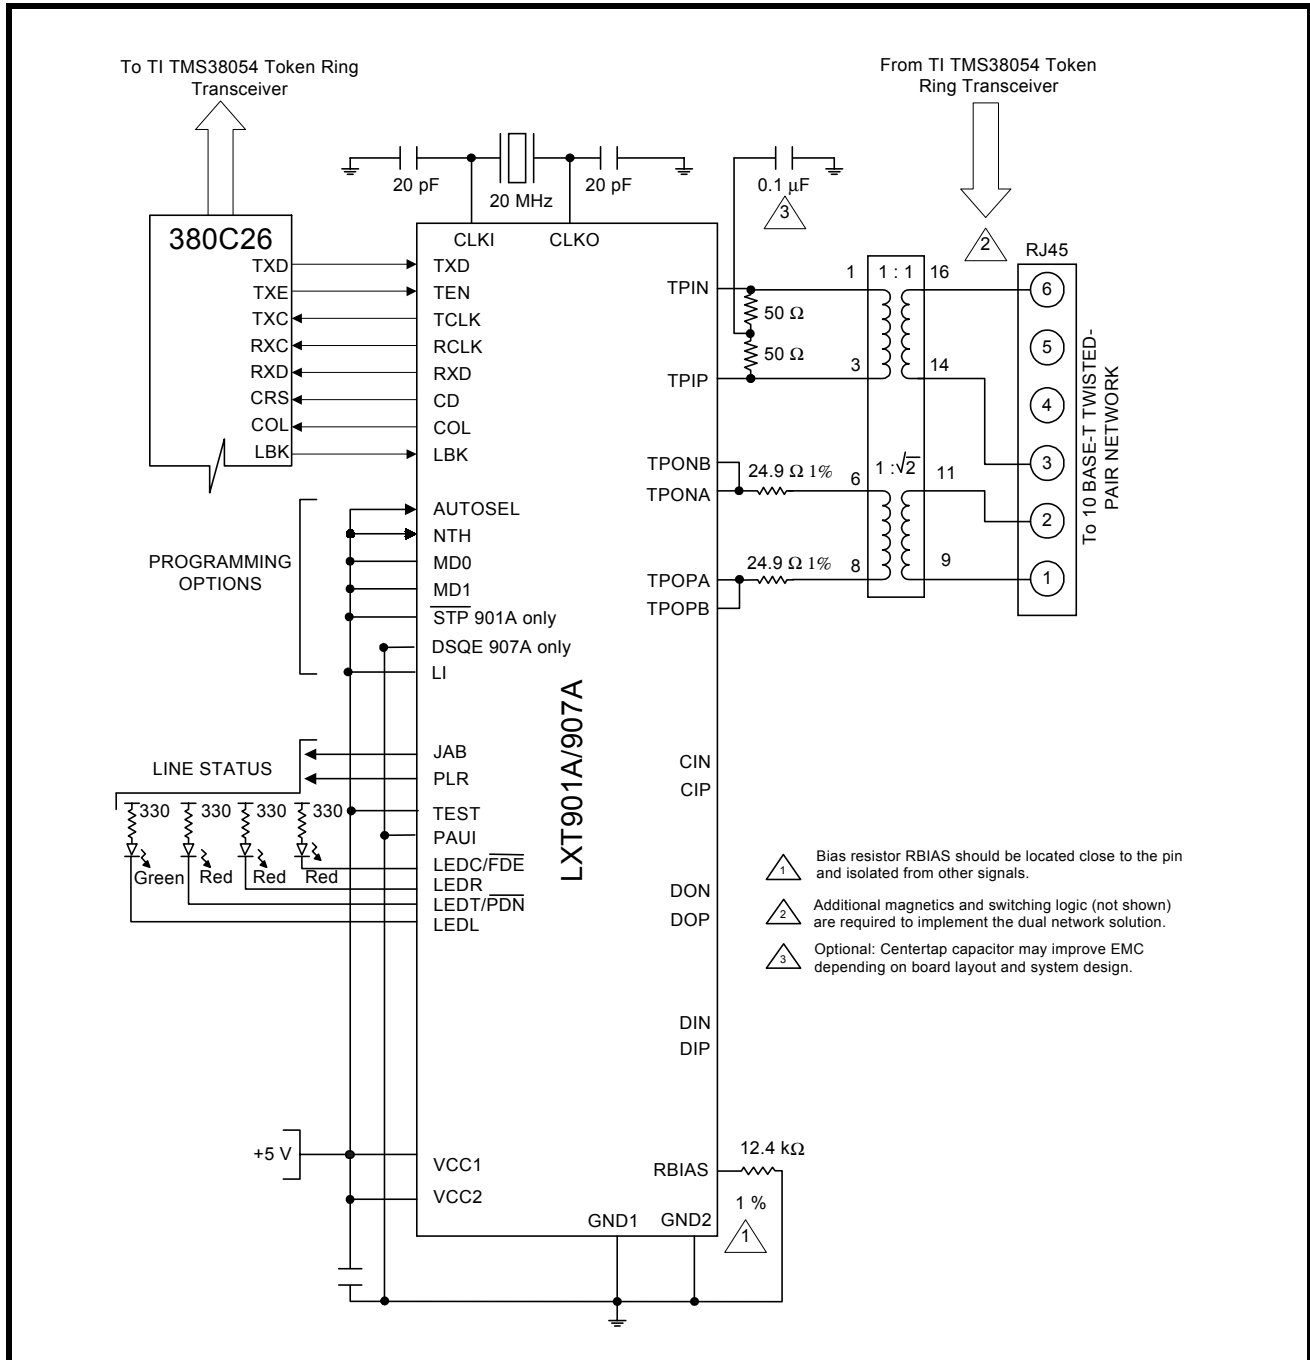 To TI TMS38054 Token Ring
Transceiver
From TI TMS38054 Token
Ring Transceiver
20 pF
20 MHz
20 pF
0.1 µF
3
2
380C26
TXD
TXE
TXC
RXC
RXD
CRS
COL
LBK
CLKI
CLKO
TXD
TEN
TCLK
RCLK
RXD
CD
COL
LBK
PROGRAMMING
OPTIONS
AUTOSEL
NTH
MD0
MD1
STP 901A only
DSQE 907A only
LI
LINE STATUS
JAB
PLR
TEST
PAUI
LEDC/FDE
LEDR
LEDT/PDN
LEDL
330
330
330
330
Green
Red
Red
Red
LXT901A/907A
+5 V
VCC1
VCC2
GND1
GND2
TPIN
TPIP
50 Ω
50 Ω
TPONB
TPONA
24.9 Ω 1%
TPOPA
TPOPB
24.9 Ω 1%
1
1 : 1
16
3
14
6
1 :√2
11
8
9
RJ45
6
5
4
3
2
1
To 10 BASE-T TWISTED-
PAIR NETWORK
CIN
CIP
DON
DOP
DIN
DIP
RBIAS
12.4 kΩ
1 %
1
1 Bias resistor RBIAS should be located close to the pin
and isolated from other signals.
2 Additional magnetics and switching logic (not shown)
are required to implement the dual network solution.
3 Optional: Centertap capacitor may improve EMC
depending on board layout and system design.